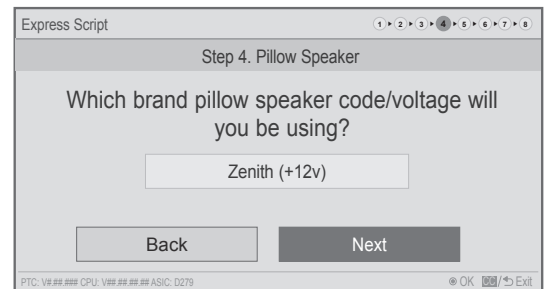 Express Script 1 2 3 4 5 6 7 8
Step 4. Pillow Speaker
Which brand pillow speaker code/voltage will
you be using?
Zenith (+12v)
Back Next
PTC: V#.##.### CPU: V##.##.##.## ASIC: D279 OK CC/ Exit